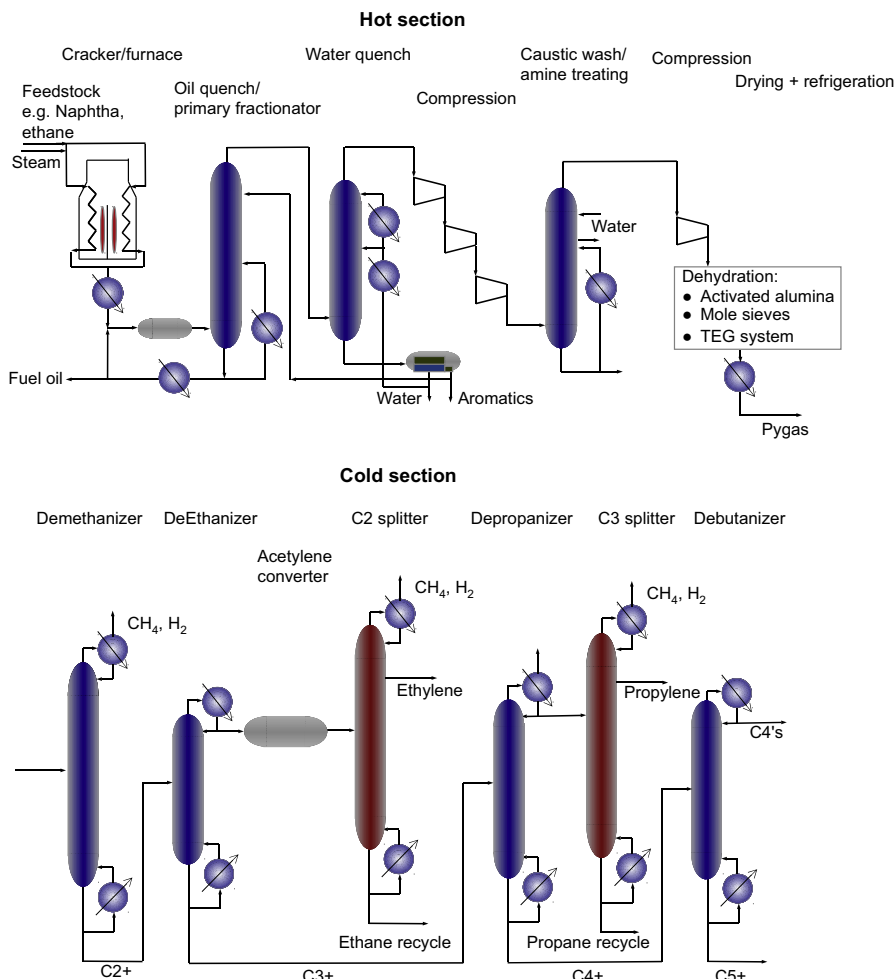 Hot section
Cracker/furnace
Water quench
Caustic wash/
amine treating
Compression
Drying + refrigeration
Feedstock
e.g. Naphtha,
ethane
Steam
Oil quench/
primary fractionator
Compression
Water
Dehydration:
● Activated alumina
● Mole sieves
● TEG system
Fuel oil
Water
Aromatics
Pygas
Cold section
Demethanizer
DeEthanizer
C2 splitter
Depropanizer
C3 splitter
Debutanizer
Acetylene
converter
CH₄, H₂
CH₄, H₂
CH₄, H₂
Ethylene
Propylene
C4's
Ethane recycle
Propane recycle
C2+
C3+
C4+
C5+